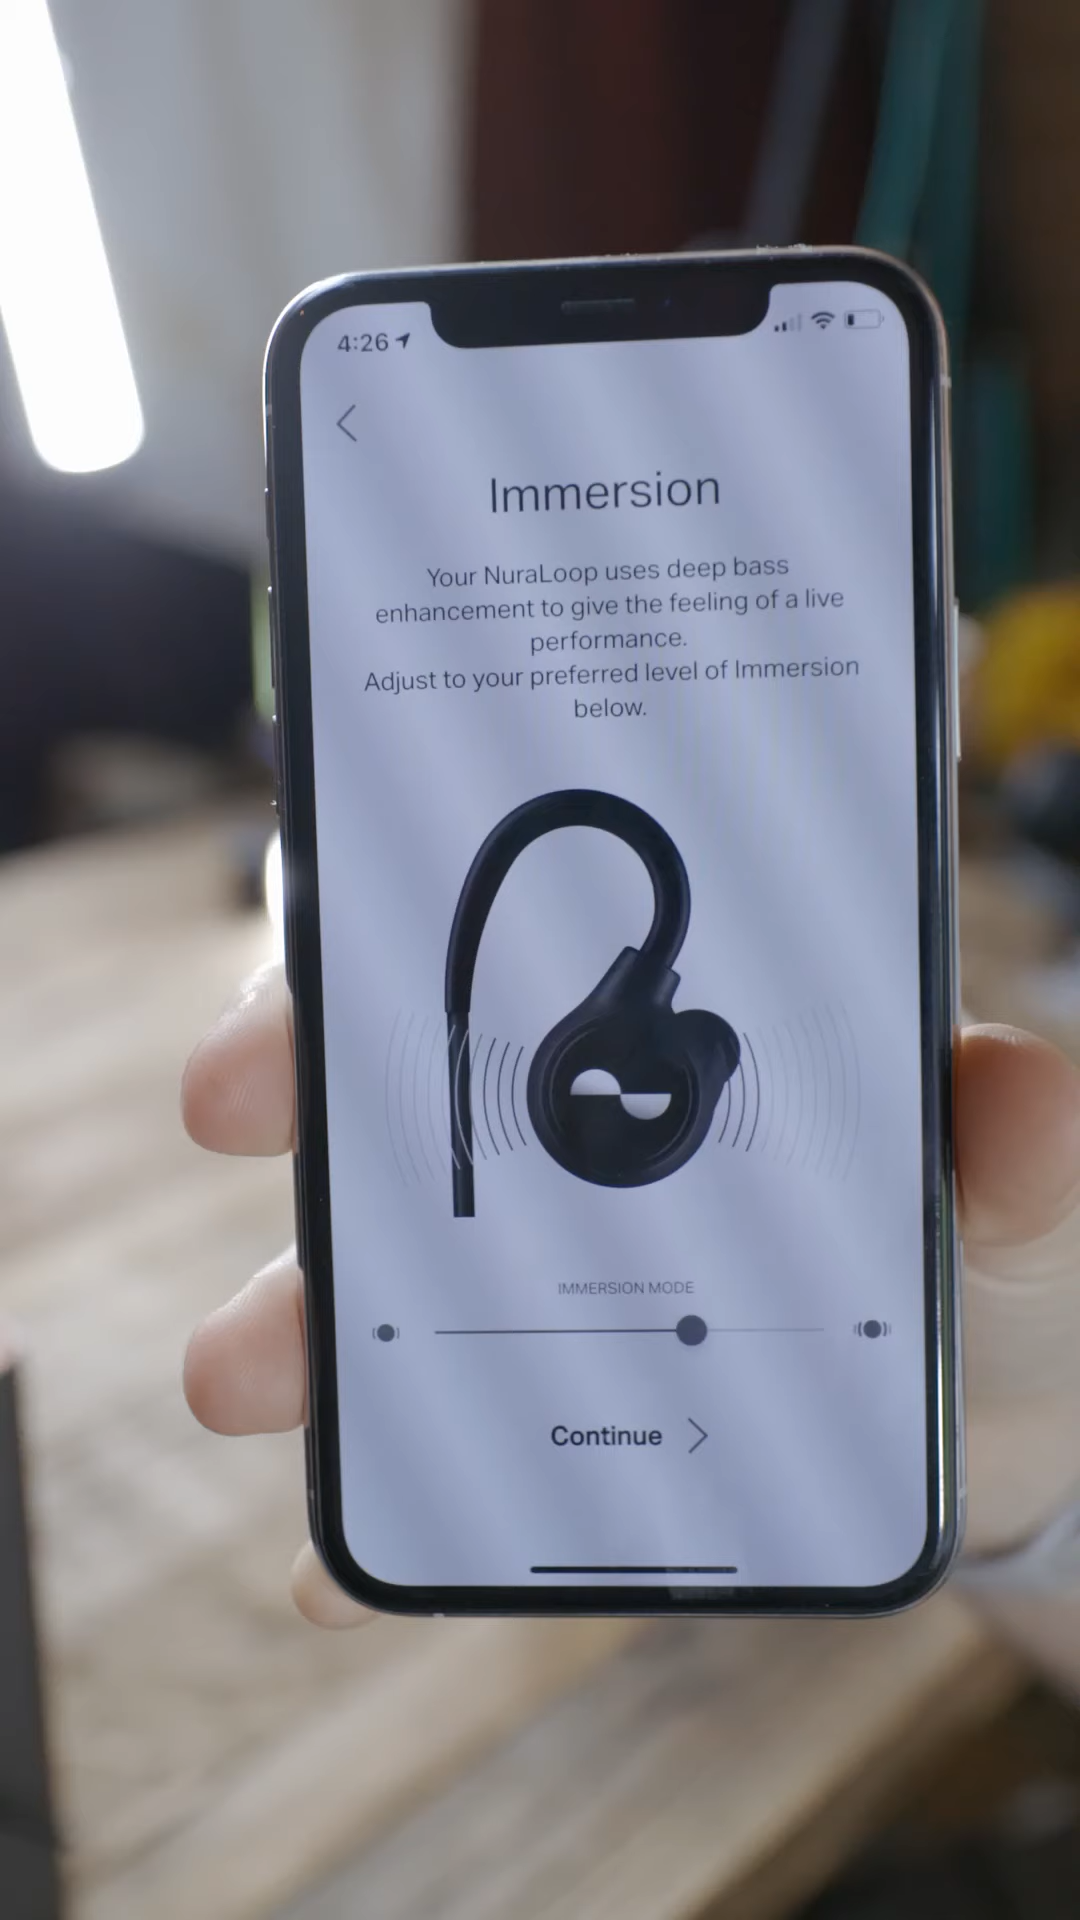 4:26
Immersion
Your NuraLoop uses deep bass
enhancement to give the feeling of a live
performance.
Adjust to your preferred level of Immersion
below.
IMMERSION MODE
Continue